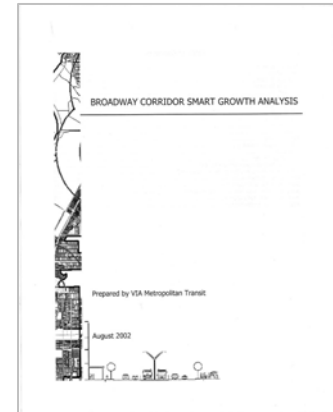 BROADWAY CORRIDOR SMART GROWTH ANALYSIS
Prepared by VIA Metropolitan Transit
August 2002